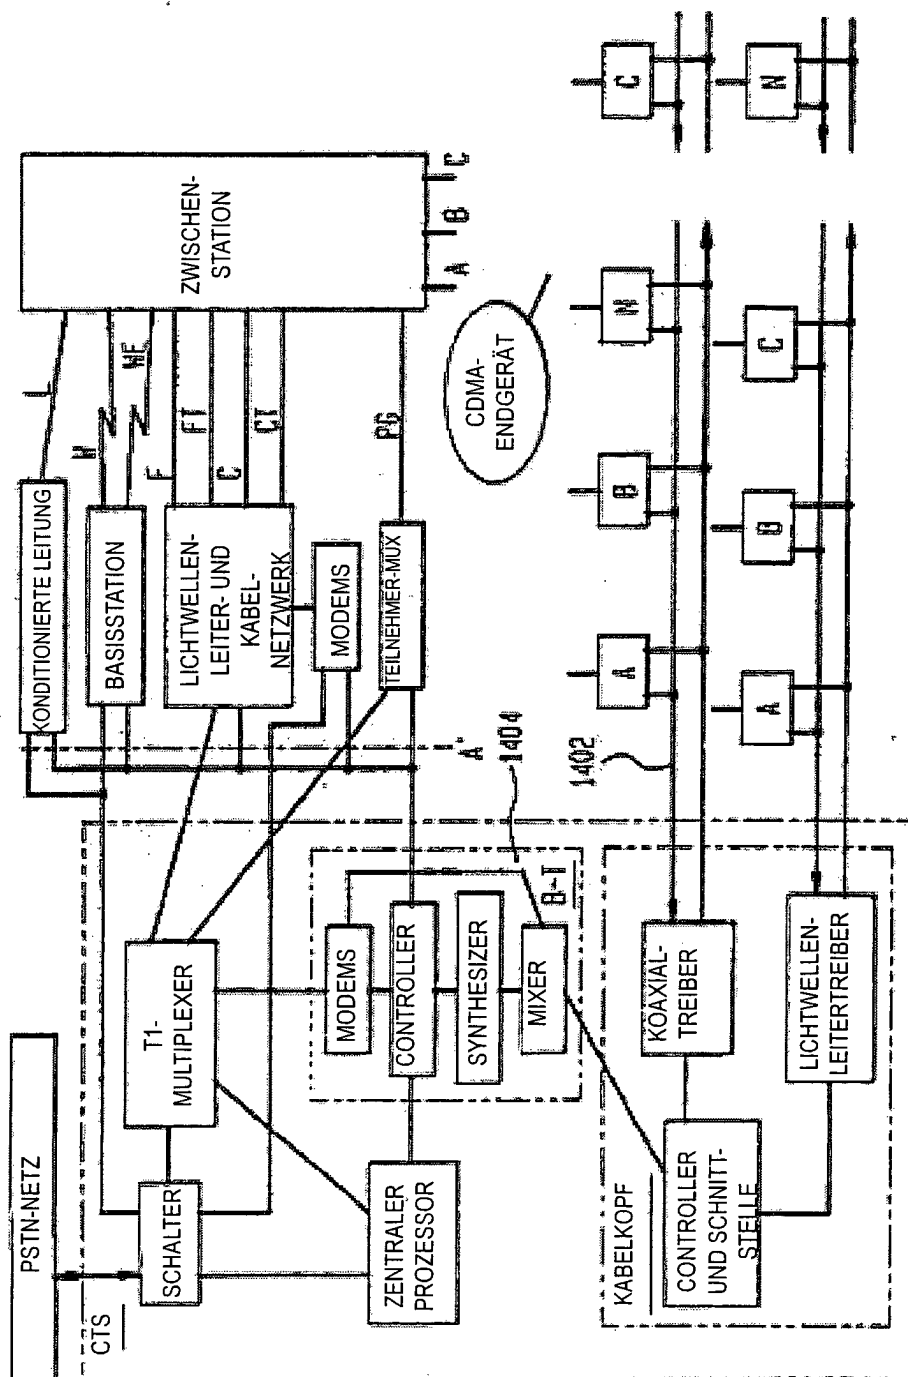 PSTN-NETZ
CTS
SCHALTER
T1-
MULTIPLEXER
ZENTRALER
PROZESSOR
MODEMS
CONTROLLER
SYNTHESIZER
MIXER
B-T
1404
A"
KONDITIONIERTE LEITUNG
BASISSTATION
LICHTWELLEN-
LEITER- UND
KABEL-
NETZWERK
MODEMS
TEILNEHMER-MUX
L
W
WF
F
FT
C
CT
PG
ZWISCHEN-
STATION
A
B
C
CDMA-
ENDGERÄT
KABELKOPF
CONTROLLER
UND SCHNITT-
STELLE
KOAXIAL-
TREIBER
LICHTWELLEN-
LEITERTREIBER
1402
A
B
N
C
A
B
C
N